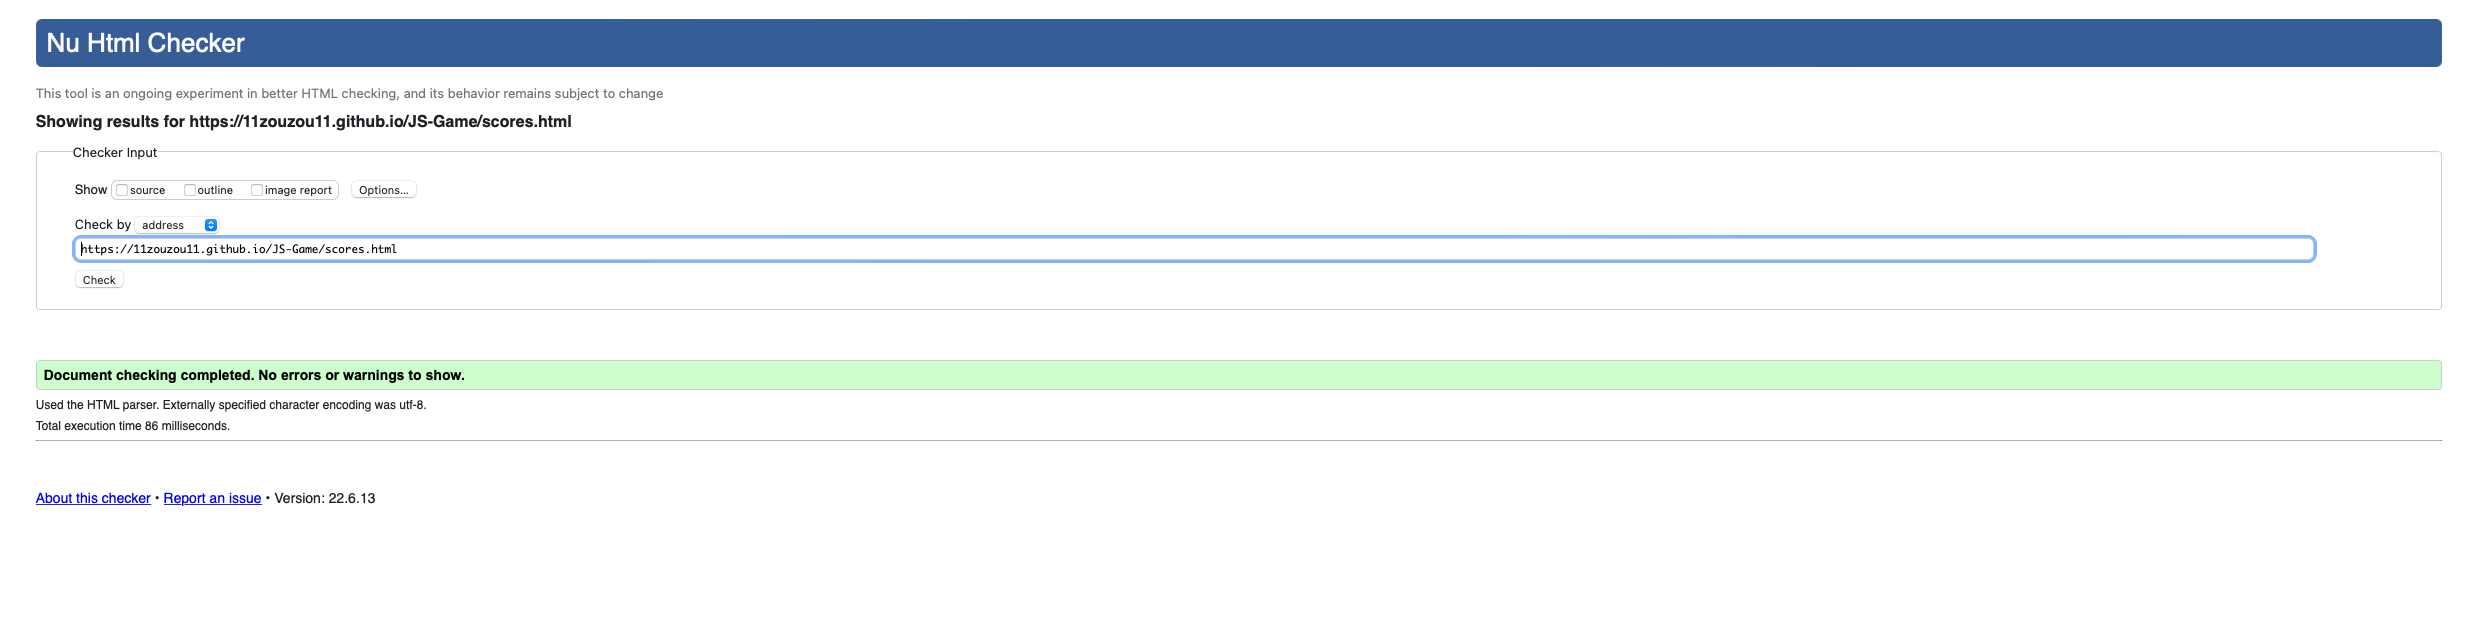 Nu Html Checker
This tool is an ongoing experiment in better HTML checking, and its behavior remains subject to change
Showing results for https://11zouzou11.github.io/JS-Game/scores.html
Checker Input
Show source outline image report Options...
Check by address
https://11zouzou11.github.io/JS-Game/scores.html
Check
Document checking completed. No errors or warnings to show.
Used the HTML parser. Externally specified character encoding was utf-8.
Total execution time 86 milliseconds.
About this checker • Report an issue • Version: 22.6.13